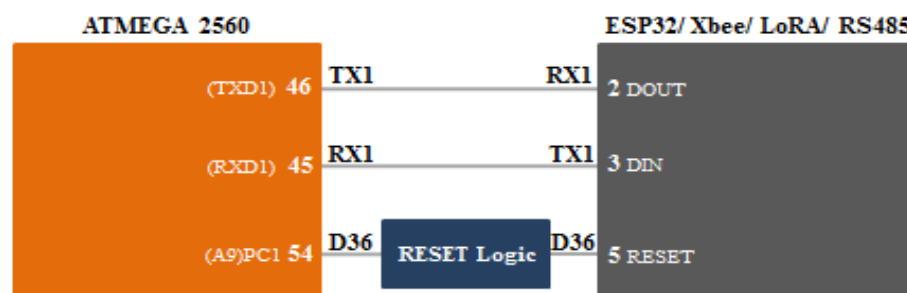 ATMEGA 2560 ESP32/ Xbee/ LoRA/ RS485
(TXD1) 46 TX1 RX1 2 DOUT
(RXD1) 45 RX1 TX1 3 DIN
(A9)PC1 54 D36 RESET Logic D36 5 RESET